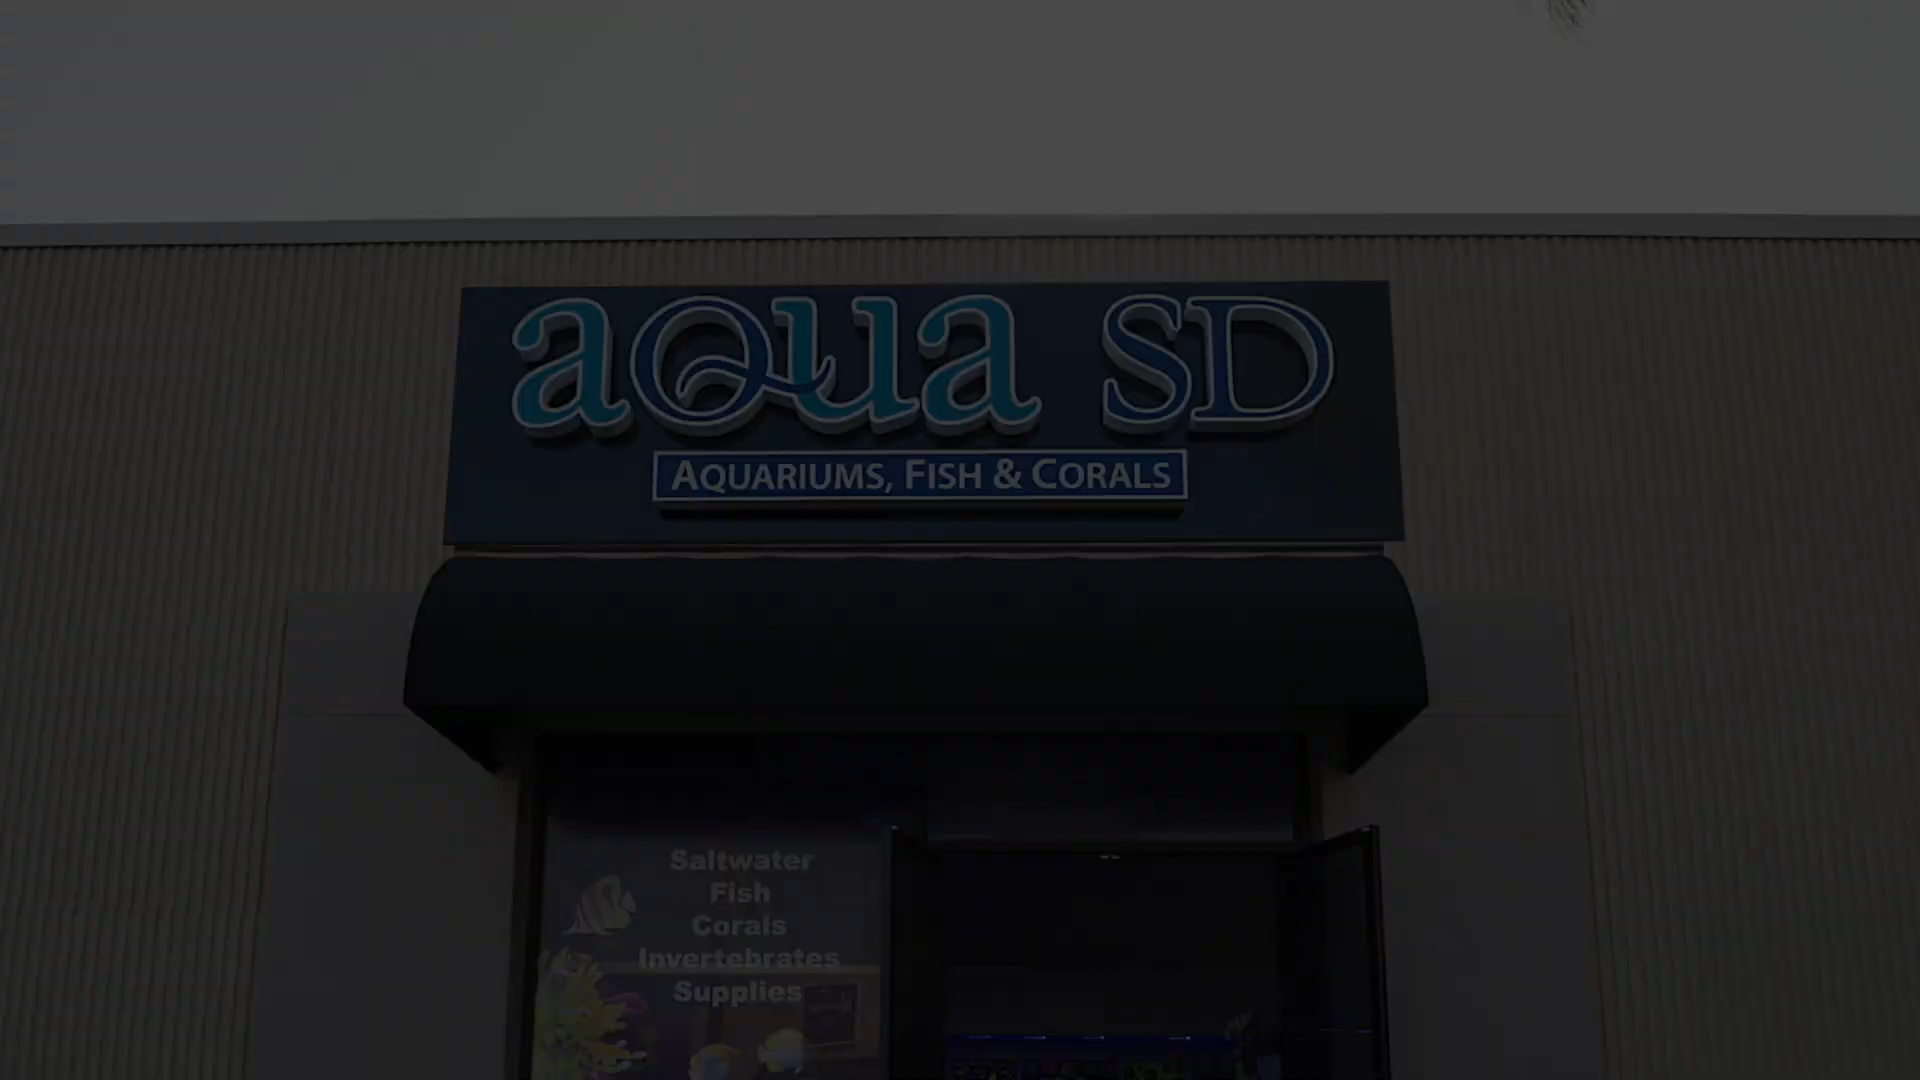 aQua SD
AQUARIUMS, FISH & CORALS
Saltwater
Fish
Corals
Invertebrates
Supplies